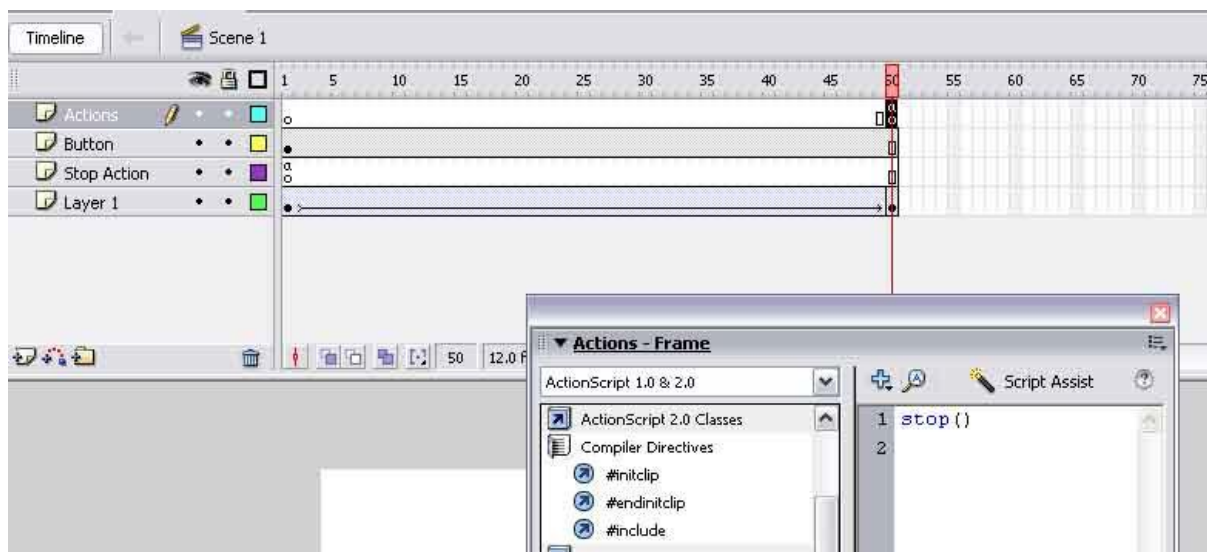 Timeline
Scene 1
1 5 10 15 20 25 30 35 40 45 50 55 60 65 70 75
Actions
a
Button
Stop Action
a
Layer 1
50 12.0 f
Actions - Frame
ActionScript 1.0 & 2.0
Script Assist
ActionScript 2.0 Classes
Compiler Directives
#initclip
#endinitclip
#include
1 stop()
2